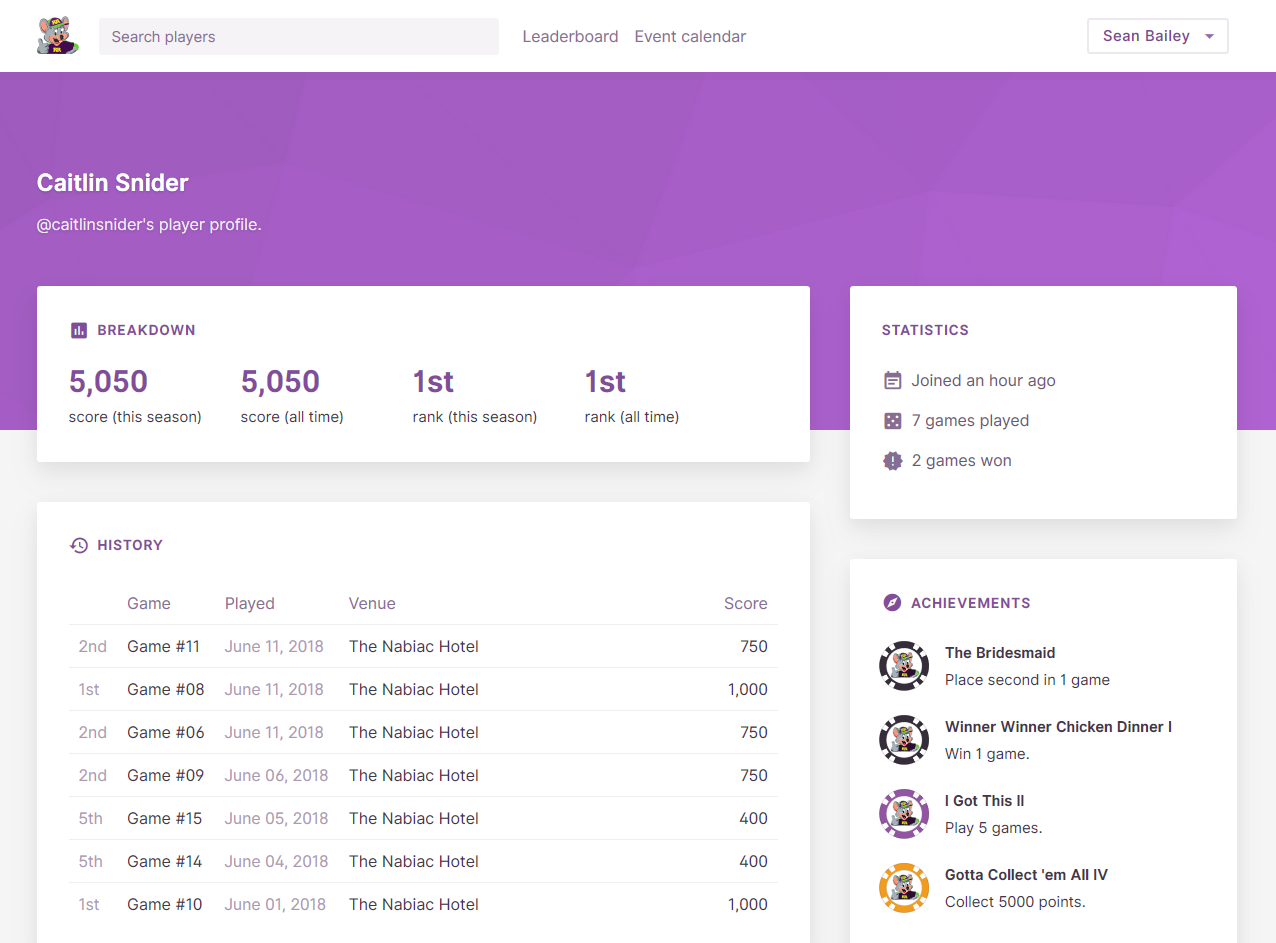 Search players
Leaderboard Event calendar
Sean Bailey
Caitlin Snider
@caitlinsnider's player profile.
BREAKDOWN
5,050 5,050 1st 1st
score (this season) score (all time) rank (this season) rank (all time)
STATISTICS
Joined an hour ago
7 games played
2 games won
HISTORY
Game Played Venue Score
2nd Game #11 June 11, 2018 The Nabiac Hotel 750
1st Game #08 June 11, 2018 The Nabiac Hotel 1,000
2nd Game #06 June 11, 2018 The Nabiac Hotel 750
2nd Game #09 June 06, 2018 The Nabiac Hotel 750
5th Game #15 June 05, 2018 The Nabiac Hotel 400
5th Game #14 June 04, 2018 The Nabiac Hotel 400
1st Game #10 June 01, 2018 The Nabiac Hotel 1,000
ACHIEVEMENTS
The Bridesmaid
Place second in 1 game
Winner Winner Chicken Dinner I
Win 1 game.
I Got This II
Play 5 games.
Gotta Collect 'em All IV
Collect 5000 points.